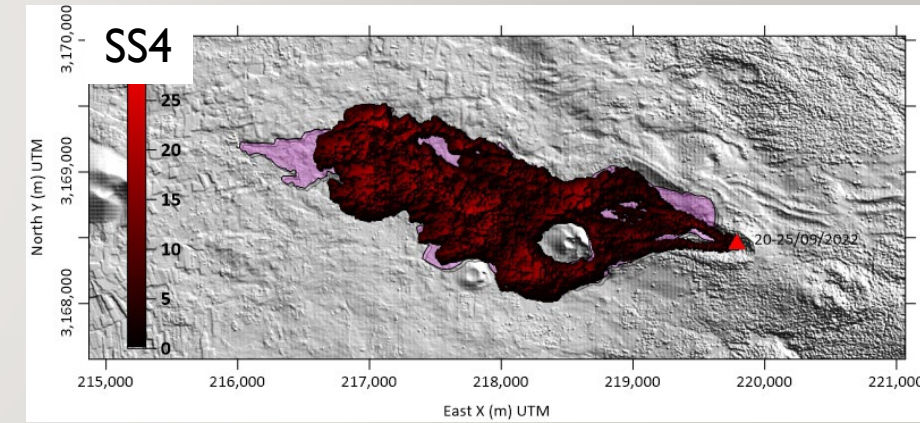 SS4
25
20
15
10
5
0
3,170,000
3,169,000
3,168,000
North Y (m) UTM
20-25/09/2022
215,000 216,000 217,000 218,000 219,000 220,000 221,000
East X (m) UTM